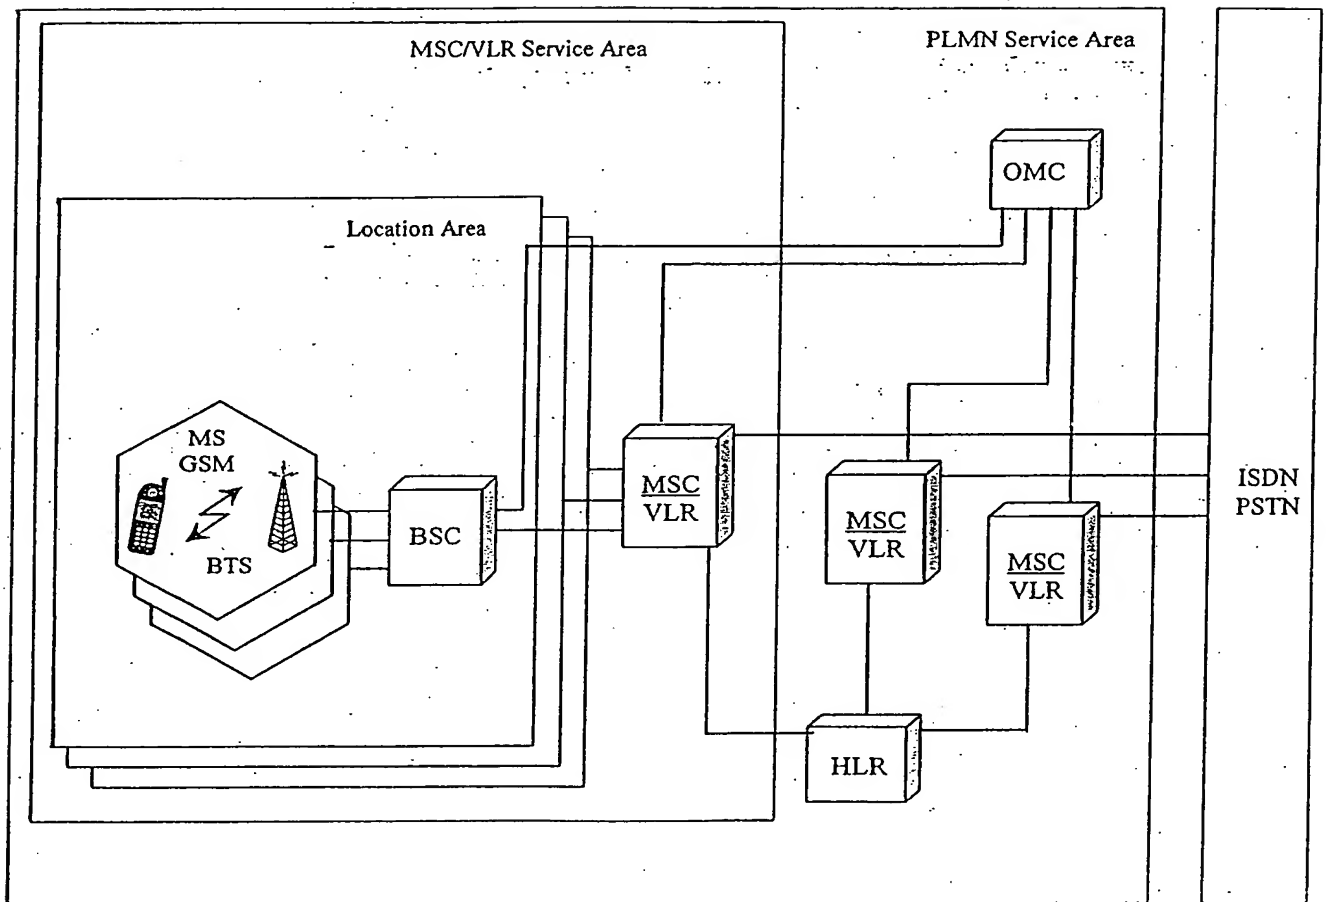 MSC/VLR Service Area
PLMN Service Area
OMC
Location Area
MS
GSM
BTS
BSC
MSC
VLR
MSC
VLR
MSC
VLR
ISDN
PSTN
HLR